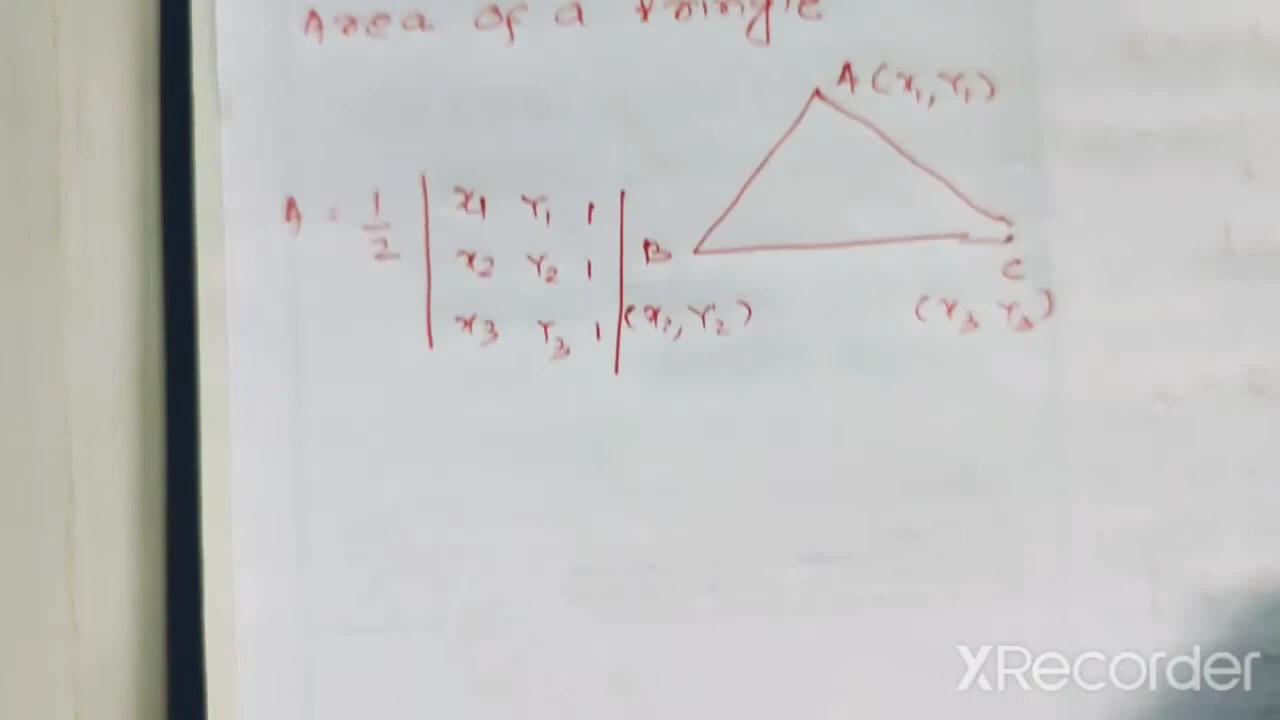 Area of a tringle
A (x1, Y1)
A = 1/2 | x1 Y1 1 |
| x2 Y2 1 |
| x3 Y3 1 |
B
(x2, Y2)
C
(x3 Y3)
XRecorder